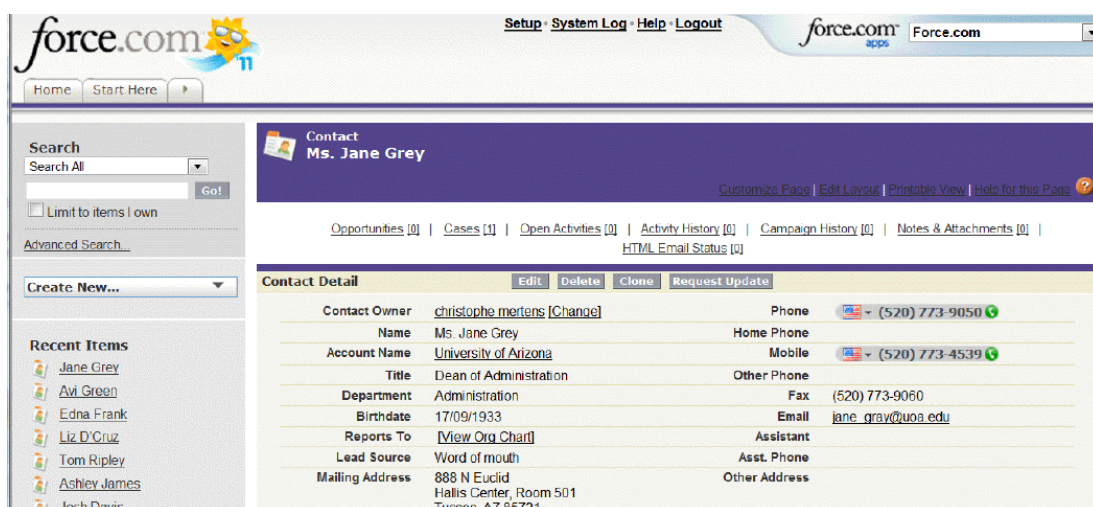 force.com
'11
Setup · System Log · Help · Logout
force.com apps
Force.com
Home
Start Here
Search
Search All
Go!
Limit to items I own
Advanced Search...
Create New...
Recent Items
Jane Grey
Avi Green
Edna Frank
Liz D'Cruz
Tom Ripley
Ashley James
Josh Davis
Contact
Ms. Jane Grey
Customize Page | Edit Layout | Printable View | Help for this Page ?
Opportunities [0] | Cases [1] | Open Activities [0] | Activity History [0] | Campaign History [0] | Notes & Attachments [0] |
HTML Email Status [0]
Contact Detail Edit Delete Clone Request Update
Contact Owner christophe mertens [Change] Phone (520) 773-9050
Name Ms. Jane Grey Home Phone
Account Name University of Arizona Mobile (520) 773-4539
Title Dean of Administration Other Phone
Department Administration Fax (520) 773-9060
Birthdate 17/09/1933 Email jane_gray@uoa.edu
Reports To [View Org Chart] Assistant
Lead Source Word of mouth Asst. Phone
Mailing Address 888 N Euclid Other Address
Hallis Center, Room 501
Tucson, AZ 85721